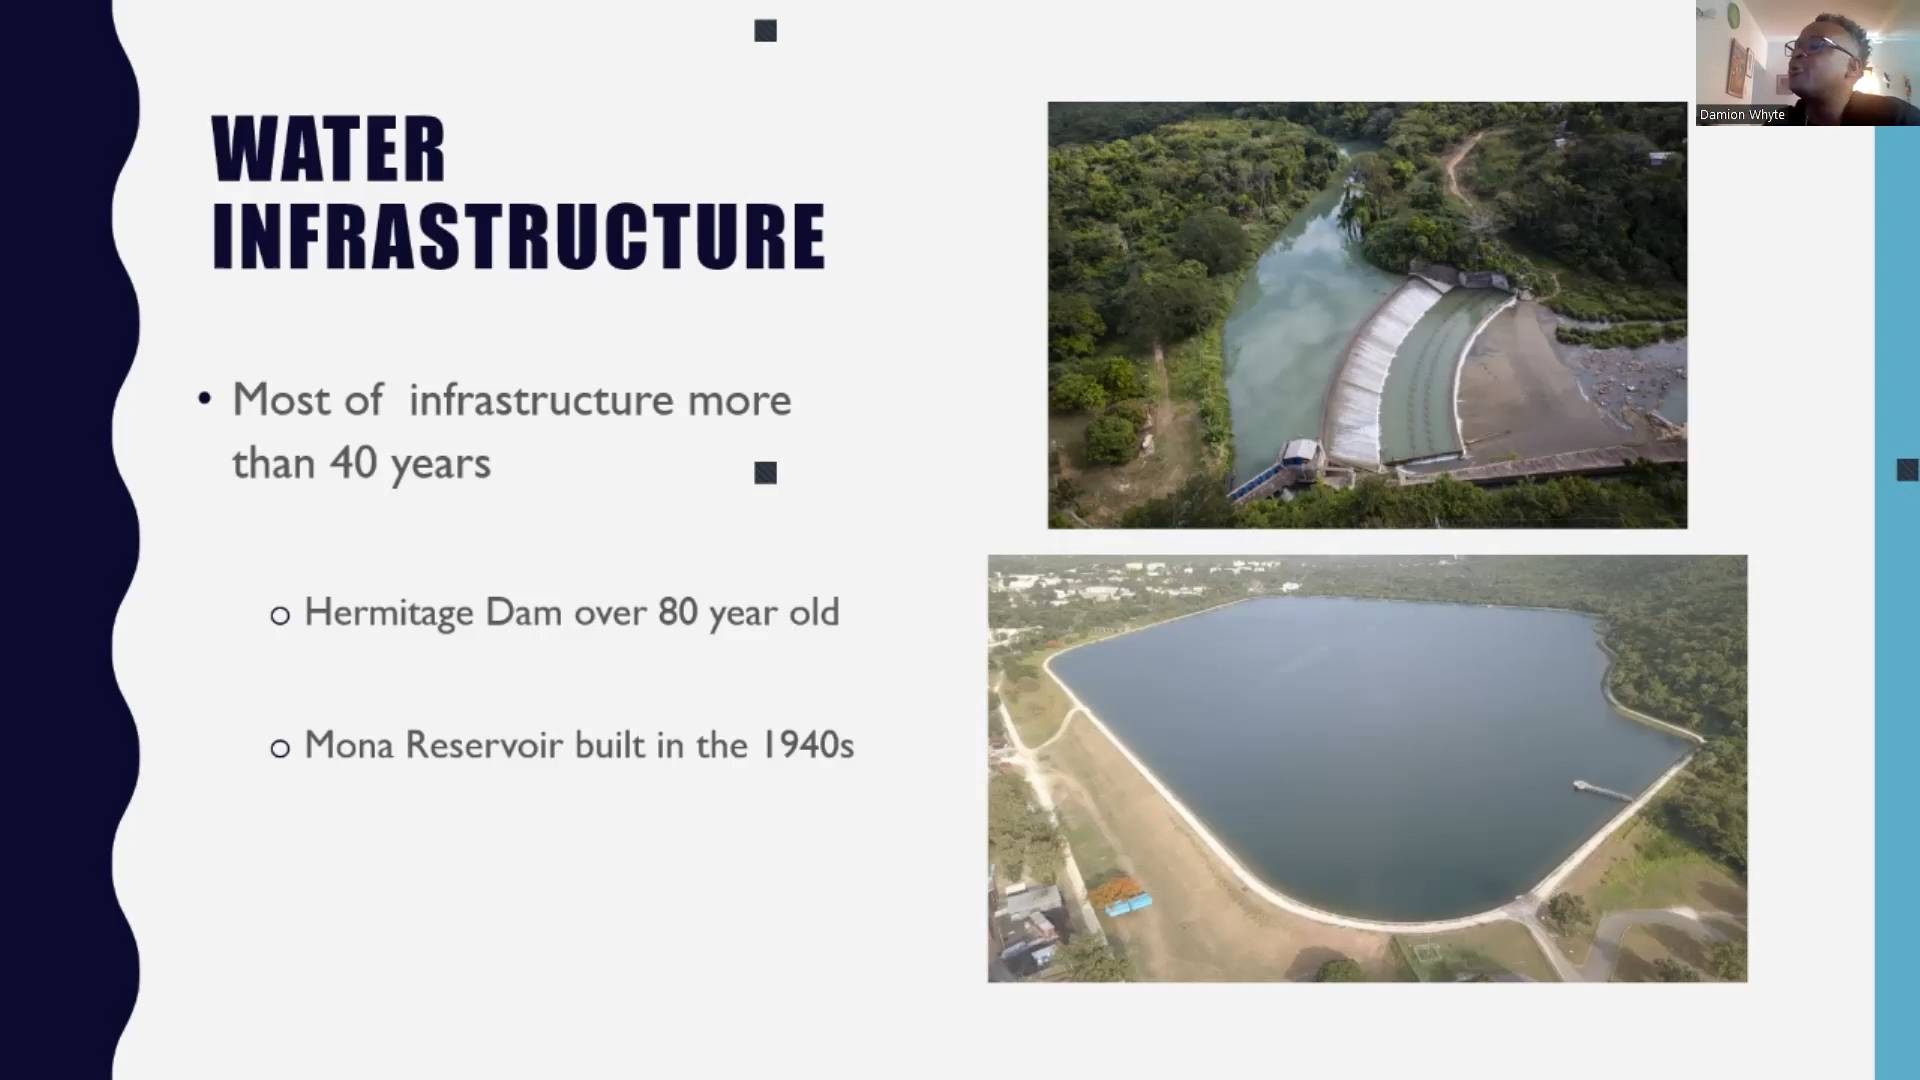 WATER
INFRASTRUCTURE
• Most of infrastructure more
than 40 years
o Hermitage Dam over 80 year old
o Mona Reservoir built in the 1940s
Damion Whyte